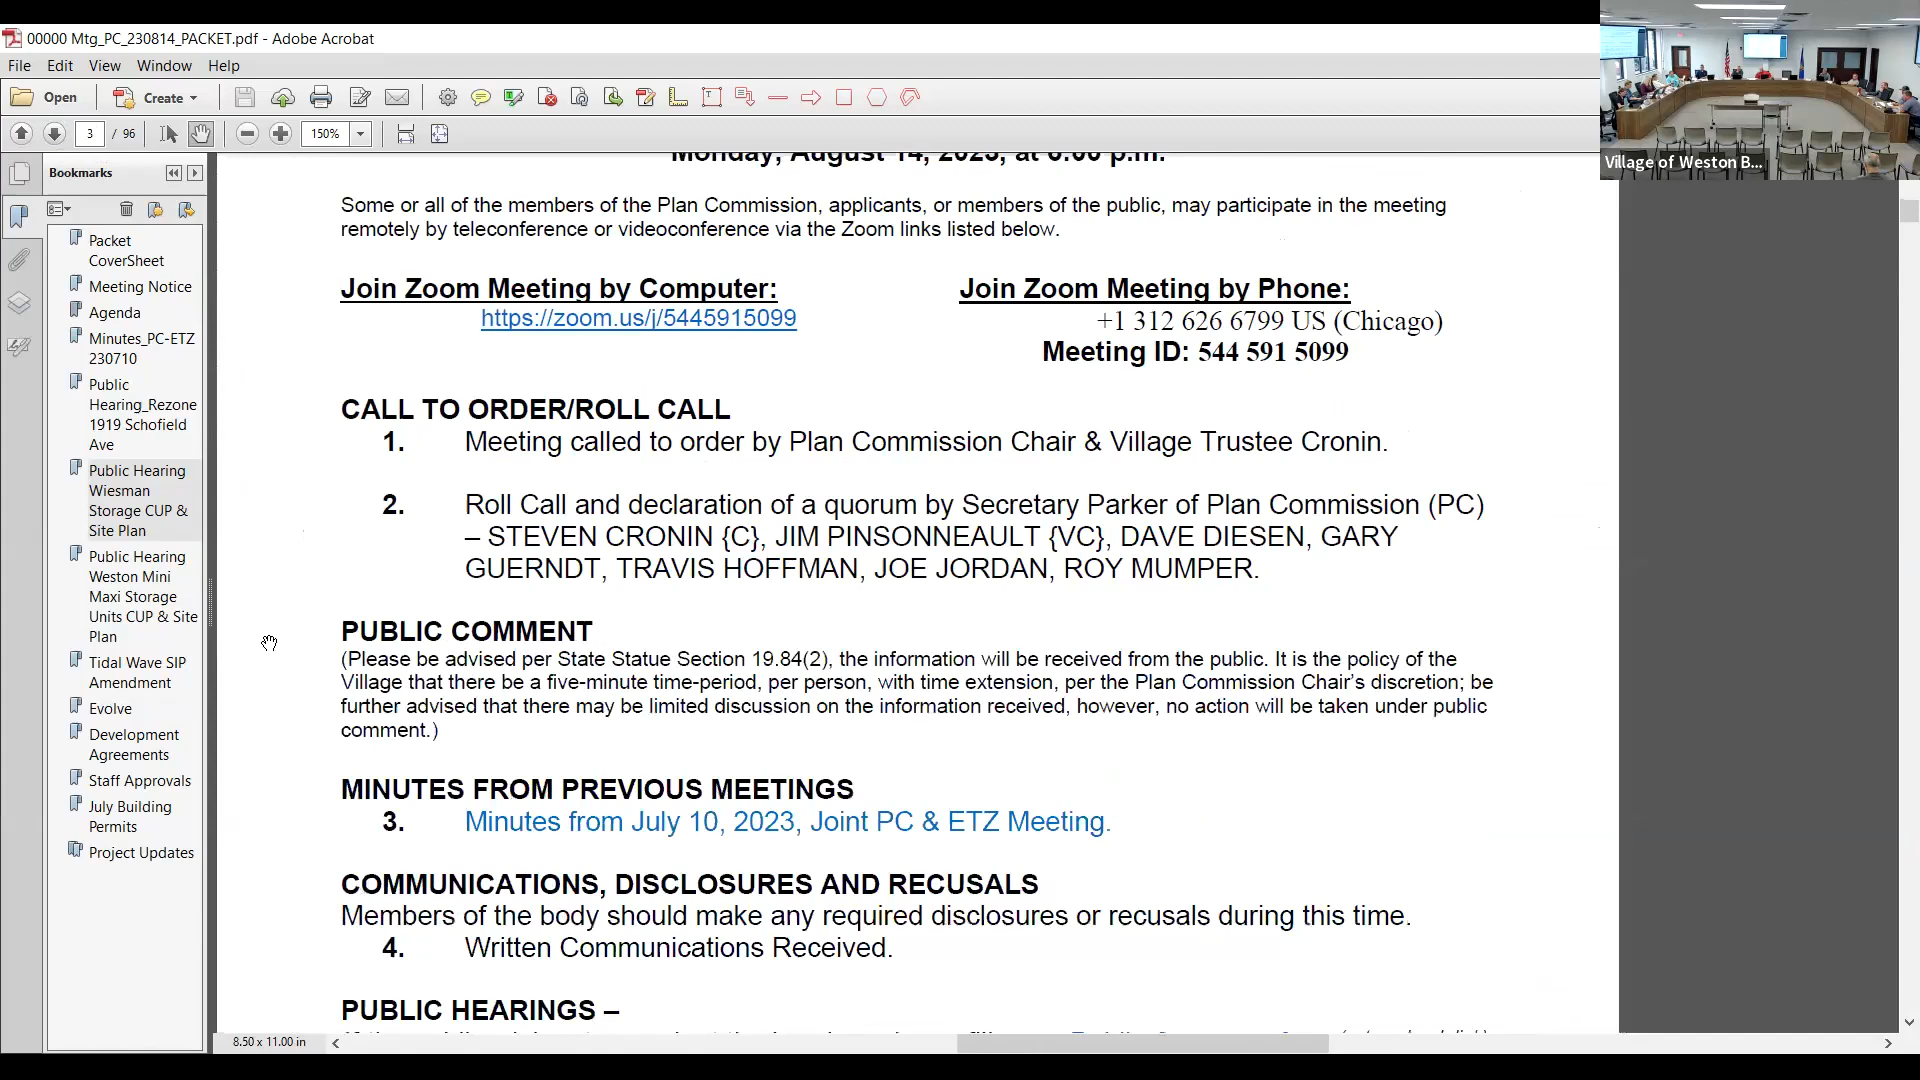 00000 Mtg_PC_230814_PACKET.pdf - Adobe Acrobat
File Edit View Window Help
Open Create
3 / 96 150%
Bookmarks
Packet
CoverSheet
Meeting Notice
Agenda
Minutes_PC-ETZ
230710
Public
Hearing_Rezone
1919 Schofield
Ave
Public Hearing
Wiesman
Storage CUP &
Site Plan
Public Hearing
Weston Mini
Maxi Storage
Units CUP & Site
Plan
Tidal Wave SIP
Amendment
Evolve
Development
Agreements
Staff Approvals
July Building
Permits
Project Updates
Monday, August 14, 2023, at 6:00 p.m.
Some or all of the members of the Plan Commission, applicants, or members of the public, may participate in the meeting
remotely by teleconference or videoconference via the Zoom links listed below.
Join Zoom Meeting by Computer:
https://zoom.us/j/5445915099
Join Zoom Meeting by Phone:
+1 312 626 6799 US (Chicago)
Meeting ID: 544 591 5099
CALL TO ORDER/ROLL CALL
1. Meeting called to order by Plan Commission Chair & Village Trustee Cronin.
2. Roll Call and declaration of a quorum by Secretary Parker of Plan Commission (PC)
– STEVEN CRONIN {C}, JIM PINSONNEAULT {VC}, DAVE DIESEN, GARY
GUERNDT, TRAVIS HOFFMAN, JOE JORDAN, ROY MUMPER.
PUBLIC COMMENT
(Please be advised per State Statue Section 19.84(2), the information will be received from the public. It is the policy of the
Village that there be a five-minute time-period, per person, with time extension, per the Plan Commission Chair's discretion; be
further advised that there may be limited discussion on the information received, however, no action will be taken under public
comment.)
MINUTES FROM PREVIOUS MEETINGS
3. Minutes from July 10, 2023, Joint PC & ETZ Meeting.
COMMUNICATIONS, DISCLOSURES AND RECUSALS
Members of the body should make any required disclosures or recusals during this time.
4. Written Communications Received.
PUBLIC HEARINGS –
8.50 x 11.00 in
Village of Weston B...